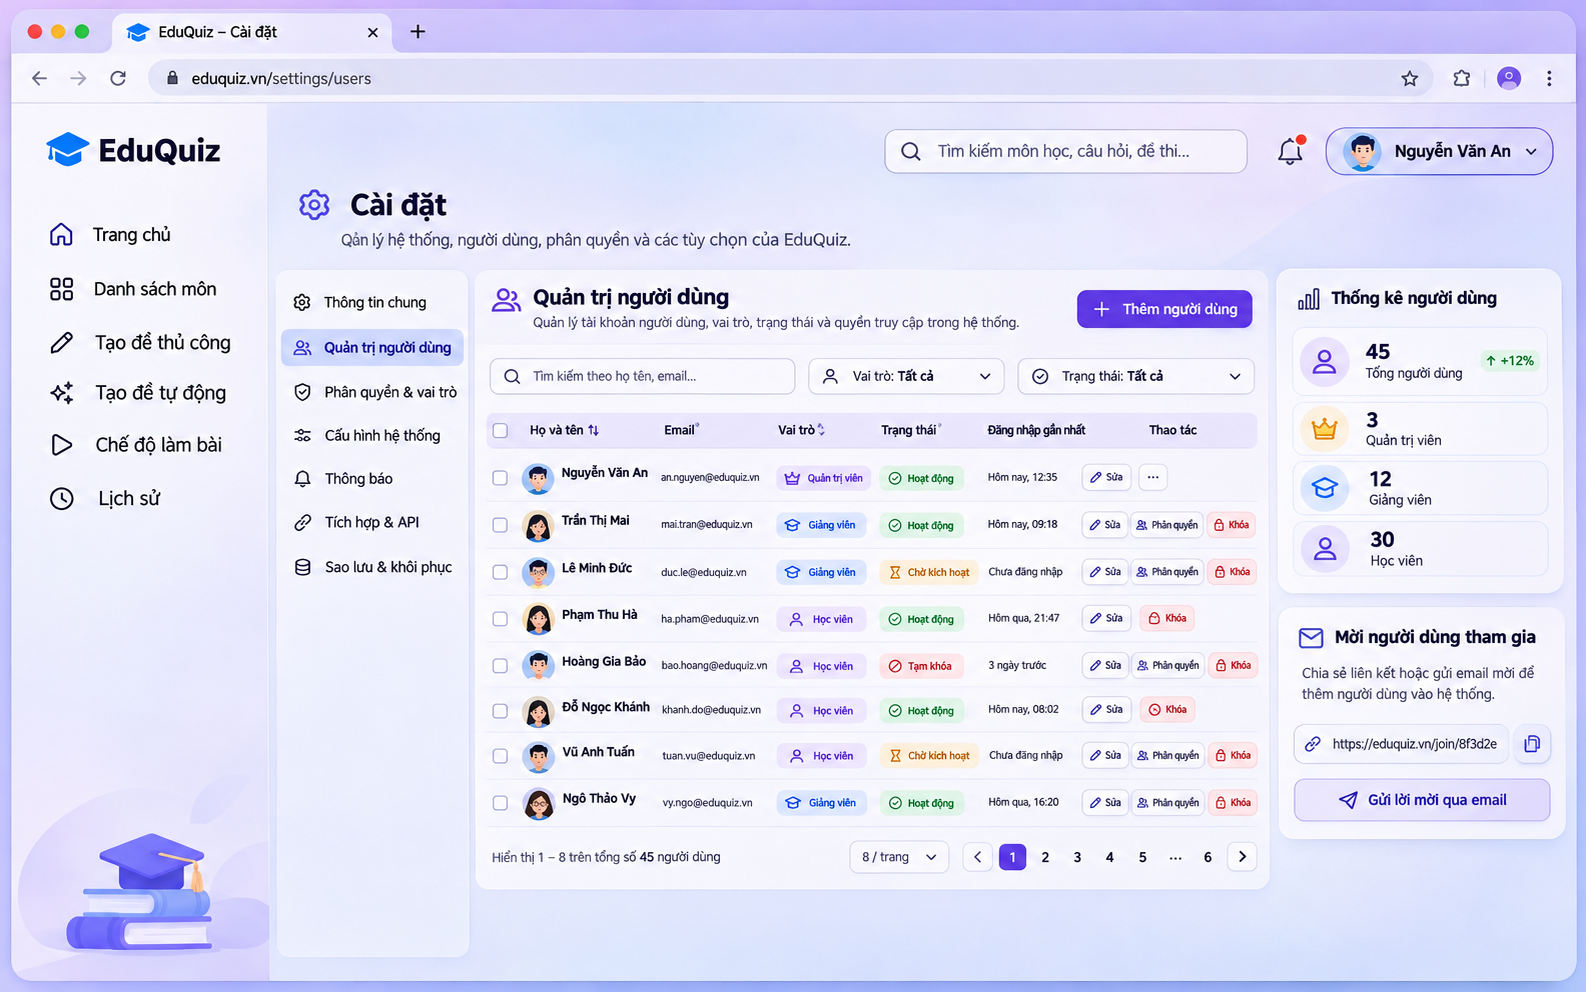 EduQuiz – Cài đặt
eduquiz.vn/settings/users
EduQuiz
Tìm kiếm môn học, câu hỏi, đề thi...
Nguyễn Văn An
Trang chủ
Danh sách môn
Tạo đề thủ công
Tạo đề tự động
Chế độ làm bài
Lịch sử
Cài đặt
Quản lý hệ thống, người dùng, phân quyền và các tùy chọn của EduQuiz.
Thông tin chung
Quản trị người dùng
Phân quyền & vai trò
Cấu hình hệ thống
Thông báo
Tích hợp & API
Sao lưu & khôi phục
Quản trị người dùng
Quản lý tài khoản người dùng, vai trò, trạng thái và quyền truy cập trong hệ thống.
Thêm người dùng
Tìm kiếm theo họ tên, email...
Vai trò: Tất cả
Trạng thái: Tất cả
Họ và tên Email Vai trò Trạng thái Đăng nhập gần nhất Thao tác
Nguyễn Văn An an.nguyen@eduquiz.vn Quản trị viên Hoạt động Hôm nay, 12:35 Sửa ...
Trần Thị Mai mai.tran@eduquiz.vn Giảng viên Hoạt động Hôm nay, 09:18 Sửa Phân quyền Khóa
Lê Minh Đức duc.le@eduquiz.vn Giảng viên Chờ kích hoạt Chưa đăng nhập Sửa Phân quyền Khóa
Phạm Thu Hà ha.pham@eduquiz.vn Học viên Hoạt động Hôm qua, 21:47 Sửa Khóa
Hoàng Gia Bảo bao.hoang@eduquiz.vn Học viên Tạm khóa 3 ngày trước Sửa Phân quyền Khóa
Đỗ Ngọc Khánh khanh.do@eduquiz.vn Học viên Hoạt động Hôm nay, 08:02 Sửa Khóa
Vũ Anh Tuấn tuan.vu@eduquiz.vn Học viên Chờ kích hoạt Chưa đăng nhập Sửa Phân quyền Khóa
Ngô Thảo Vy vy.ngo@eduquiz.vn Giảng viên Hoạt động Hôm qua, 16:20 Sửa Phân quyền Khóa
Hiển thị 1 – 8 trên tổng số 45 người dùng
8 / trang
1 2 3 4 5 ... 6
Thống kê người dùng
45
Tổng người dùng
+12%
3
Quản trị viên
12
Giảng viên
30
Học viên
Mời người dùng tham gia
Chia sẻ liên kết hoặc gửi email mời để
thêm người dùng vào hệ thống.
https://eduquiz.vn/join/8f3d2e
Gửi lời mời qua email